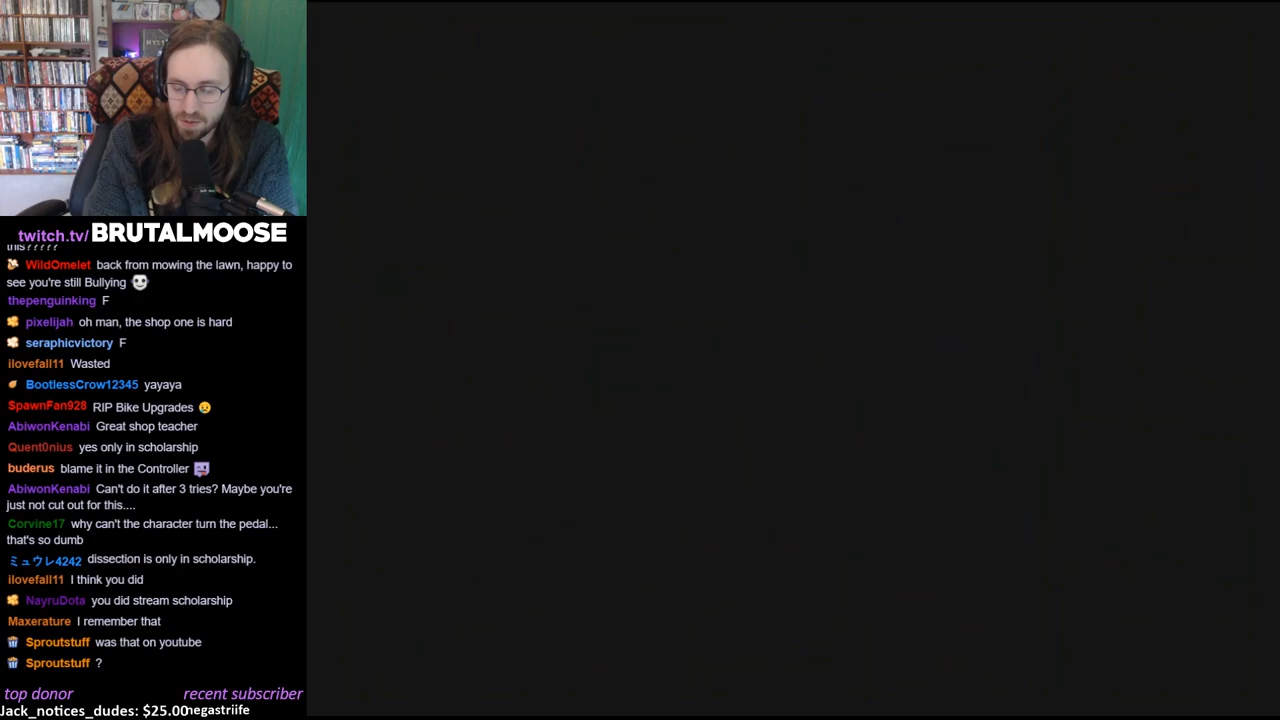 twitch.tv/BRUTALMOOSE
this?????
WildOmelet back from mowing the lawn, happy to
see you're still Bullying
thepenguinking F
pixelijah oh man, the shop one is hard
seraphicvictory F
ilovefall11 Wasted
BootlessCrow12345 yayaya
SpawnFan928 RIP Bike Upgrades
AbiwonKenabi Great shop teacher
Quent0nius yes only in scholarship
buderus blame it in the Controller
AbiwonKenabi Can't do it after 3 tries? Maybe you're
just not cut out for this....
Corvine17 why can't the character turn the pedal...
that's so dumb
ミュウレ4242 dissection is only in scholarship.
ilovefall11 I think you did
NayruDota you did stream scholarship
Maxerature I remember that
Sproutstuff was that on youtube
Sproutstuff ?
top donor recent subscriber
Jack_notices_dudes: $25.00 negastriife